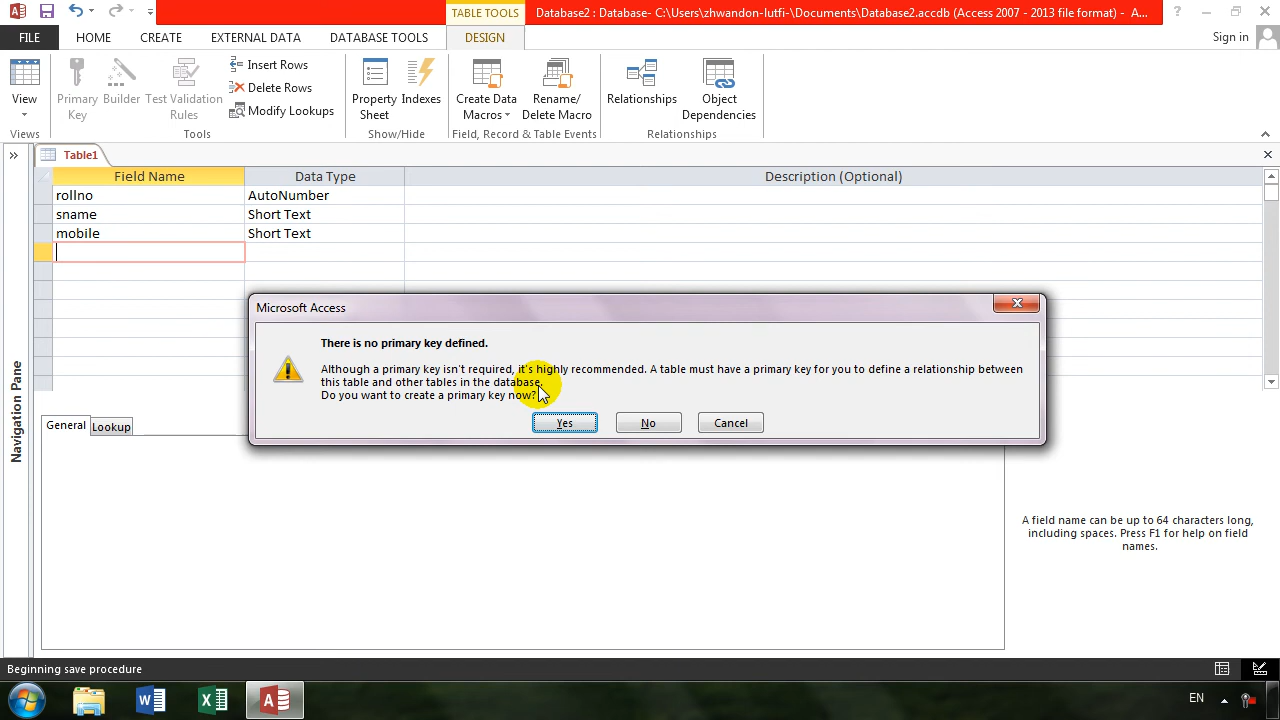 TABLE TOOLS
Database2 : Database- C:\Users\zhwandon-lutfi-\Documents\Database2.accdb (Access 2007 - 2013 file format) - A...
FILE
HOME
CREATE
EXTERNAL DATA
DATABASE TOOLS
DESIGN
Sign in
View
Primary Key
Builder
Test Validation Rules
Insert Rows
Delete Rows
Modify Lookups
Property Sheet
Indexes
Create Data Macros
Rename/ Delete Macro
Relationships
Object Dependencies
Views
Tools
Show/Hide
Field, Record & Table Events
Relationships
Table1
Field Name
Data Type
Description (Optional)
rollno
AutoNumber
sname
Short Text
mobile
Short Text
Navigation Pane
Microsoft Access
There is no primary key defined.
Although a primary key isn't required, it's highly recommended. A table must have a primary key for you to define a relationship between
this table and other tables in the database.
Do you want to create a primary key now?
Yes
No
Cancel
General
Lookup
A field name can be up to 64 characters long,
including spaces. Press F1 for help on field
names.
Beginning save procedure
EN